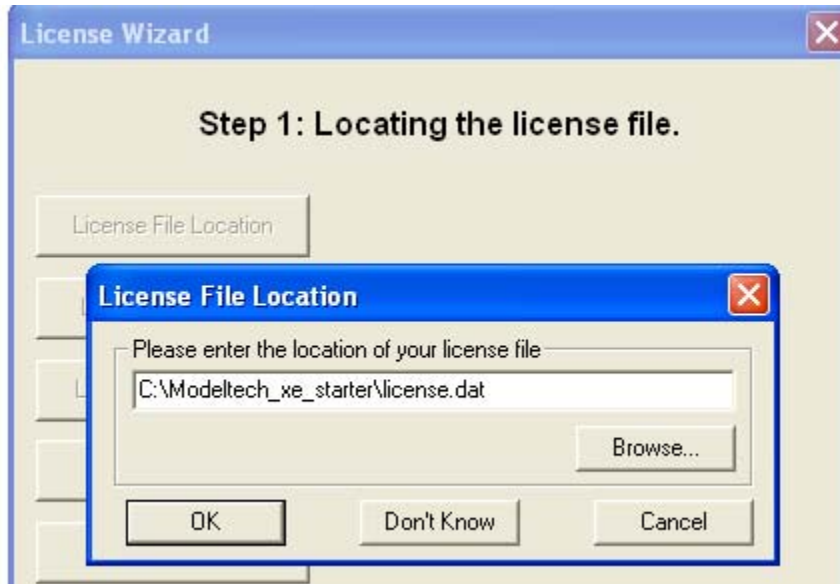 License Wizard
Step 1: Locating the license file.
License File Location
License File Location
Please enter the location of your license file
C:\Modeltech_xe_starter\license.dat
Browse...
OK
Don't Know
Cancel